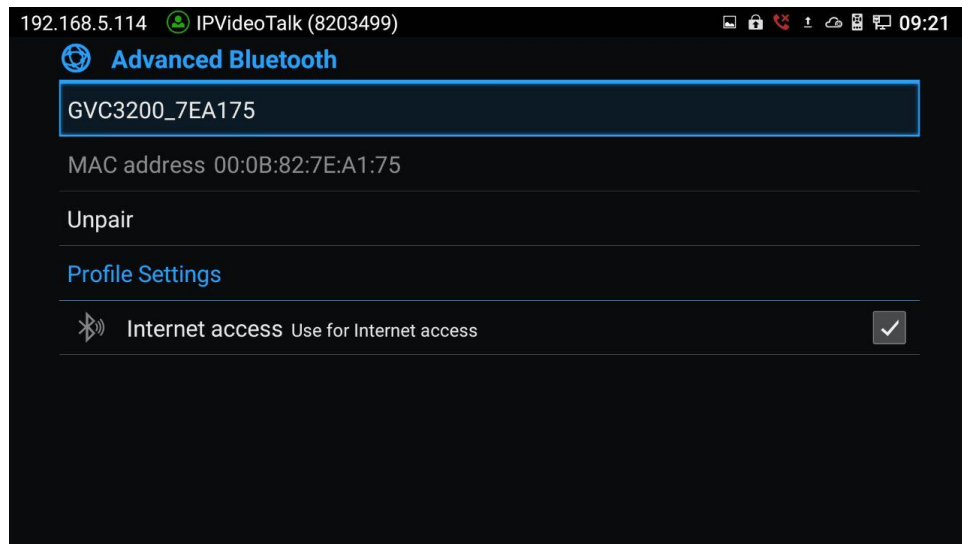 192.168.5.114 IPVideoTalk (8203499) 09:21
Advanced Bluetooth
GVC3200_7EA175
MAC address 00:0B:82:7E:A1:75
Unpair
Profile Settings
Internet access Use for Internet access